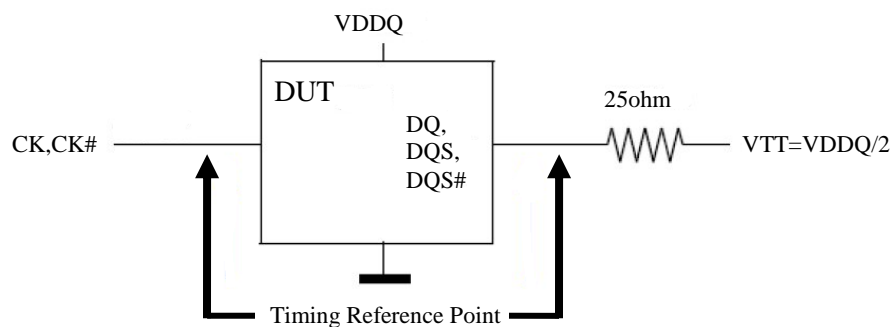 VDDQ
DUT
25ohm
CK,CK#
DQ,
DQS,
DQS#
VTT=VDDQ/2
Timing Reference Point